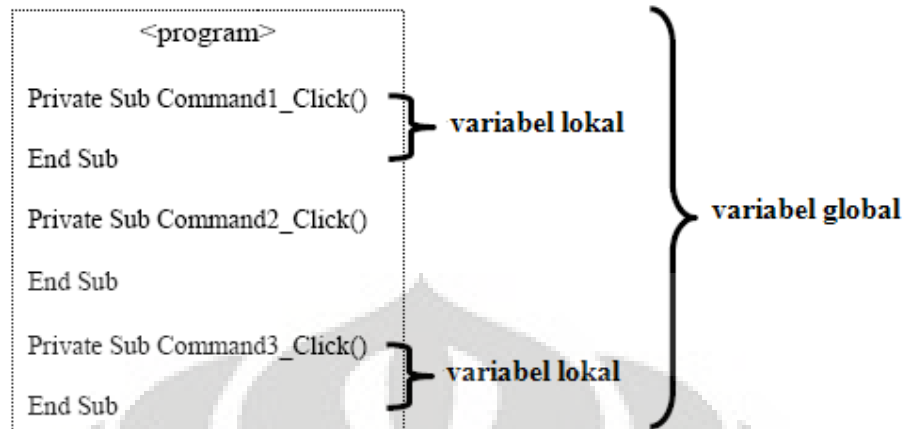 <program>
Private Sub Command1_Click()
variabel lokal
End Sub
Private Sub Command2_Click()
variabel global
End Sub
Private Sub Command3_Click()
variabel lokal
End Sub